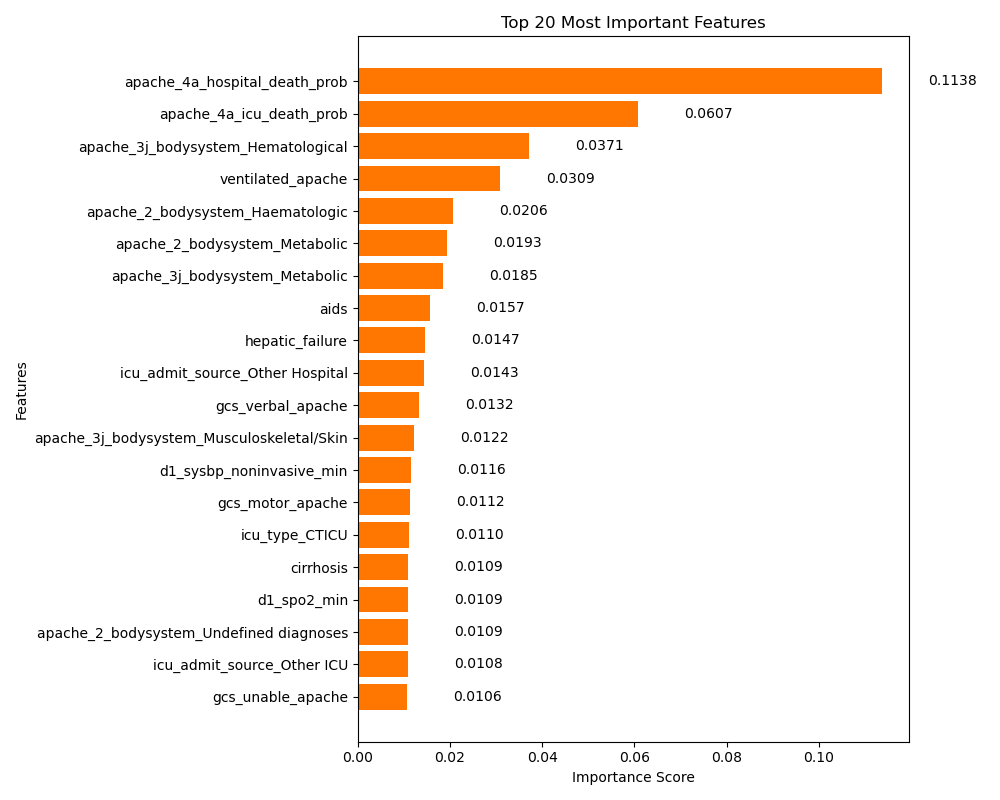 Top 20 Most Important Features
apache_4a_hospital_death_prob 0.1138
apache_4a_icu_death_prob 0.0607
apache_3j_bodysystem_Hematological 0.0371
ventilated_apache 0.0309
apache_2_bodysystem_Haematologic 0.0206
apache_2_bodysystem_Metabolic 0.0193
apache_3j_bodysystem_Metabolic 0.0185
aids 0.0157
hepatic_failure 0.0147
icu_admit_source_Other Hospital 0.0143
gcs_verbal_apache 0.0132
apache_3j_bodysystem_Musculoskeletal/Skin 0.0122
d1_sysbp_noninvasive_min 0.0116
gcs_motor_apache 0.0112
icu_type_CTICU 0.0110
cirrhosis 0.0109
d1_spo2_min 0.0109
apache_2_bodysystem_Undefined diagnoses 0.0109
icu_admit_source_Other ICU 0.0108
gcs_unable_apache 0.0106
Features
0.00 0.02 0.04 0.06 0.08 0.10
Importance Score